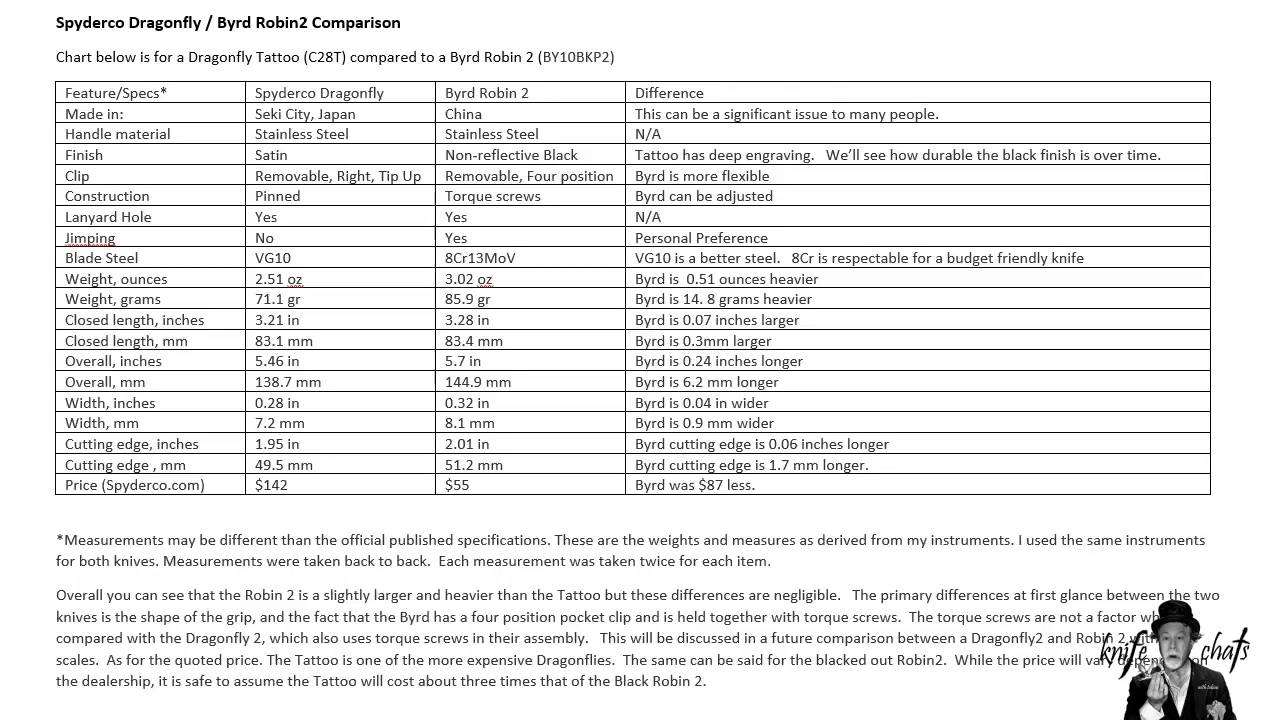 Spyderco Dragonfly / Byrd Robin2 Comparison
Chart below is for a Dragonfly Tattoo (C28T) compared to a Byrd Robin 2 (BY10BKP2)
Feature/Specs* Spyderco Dragonfly Byrd Robin 2 Difference
Made in: Seki City, Japan China This can be a significant issue to many people.
Handle material Stainless Steel Stainless Steel N/A
Finish Satin Non-reflective Black Tattoo has deep engraving. We’ll see how durable the black finish is over time.
Clip Removable, Right, Tip Up Removable, Four position Byrd is more flexible
Construction Pinned Torque screws Byrd can be adjusted
Lanyard Hole Yes Yes N/A
Jimping No Yes Personal Preference
Blade Steel VG10 8Cr13MoV VG10 is a better steel. 8Cr is respectable for a budget friendly knife
Weight, ounces 2.51 oz 3.02 oz Byrd is 0.51 ounces heavier
Weight, grams 71.1 gr 85.9 gr Byrd is 14. 8 grams heavier
Closed length, inches 3.21 in 3.28 in Byrd is 0.07 inches larger
Closed length, mm 83.1 mm 83.4 mm Byrd is 0.3mm larger
Overall, inches 5.46 in 5.7 in Byrd is 0.24 inches longer
Overall, mm 138.7 mm 144.9 mm Byrd is 6.2 mm longer
Width, inches 0.28 in 0.32 in Byrd is 0.04 in wider
Width, mm 7.2 mm 8.1 mm Byrd is 0.9 mm wider
Cutting edge, inches 1.95 in 2.01 in Byrd cutting edge is 0.06 inches longer
Cutting edge , mm 49.5 mm 51.2 mm Byrd cutting edge is 1.7 mm longer.
Price (Spyderco.com) $142 $55 Byrd was $87 less.
*Measurements may be different than the official published specifications. These are the weights and measures as derived from my instruments. I used the same instruments
for both knives. Measurements were taken back to back. Each measurement was taken twice for each item.
Overall you can see that the Robin 2 is a slightly larger and heavier than the Tattoo but these differences are negligible. The primary differences at first glance between the two
knives is the shape of the grip, and the fact that the Byrd has a four position pocket clip and is held together with torque screws. The torque screws are not a factor
compared with the Dragonfly 2, which also uses torque screws in their assembly. This will be discussed in a future comparison between a Dragonfly2 and Robin 2
scales. As for the quoted price. The Tattoo is one of the more expensive Dragonflies. The same can be said for the blacked out Robin2. While the price will
the dealership, it is safe to assume the Tattoo will cost about three times that of the Black Robin 2.
knife chats